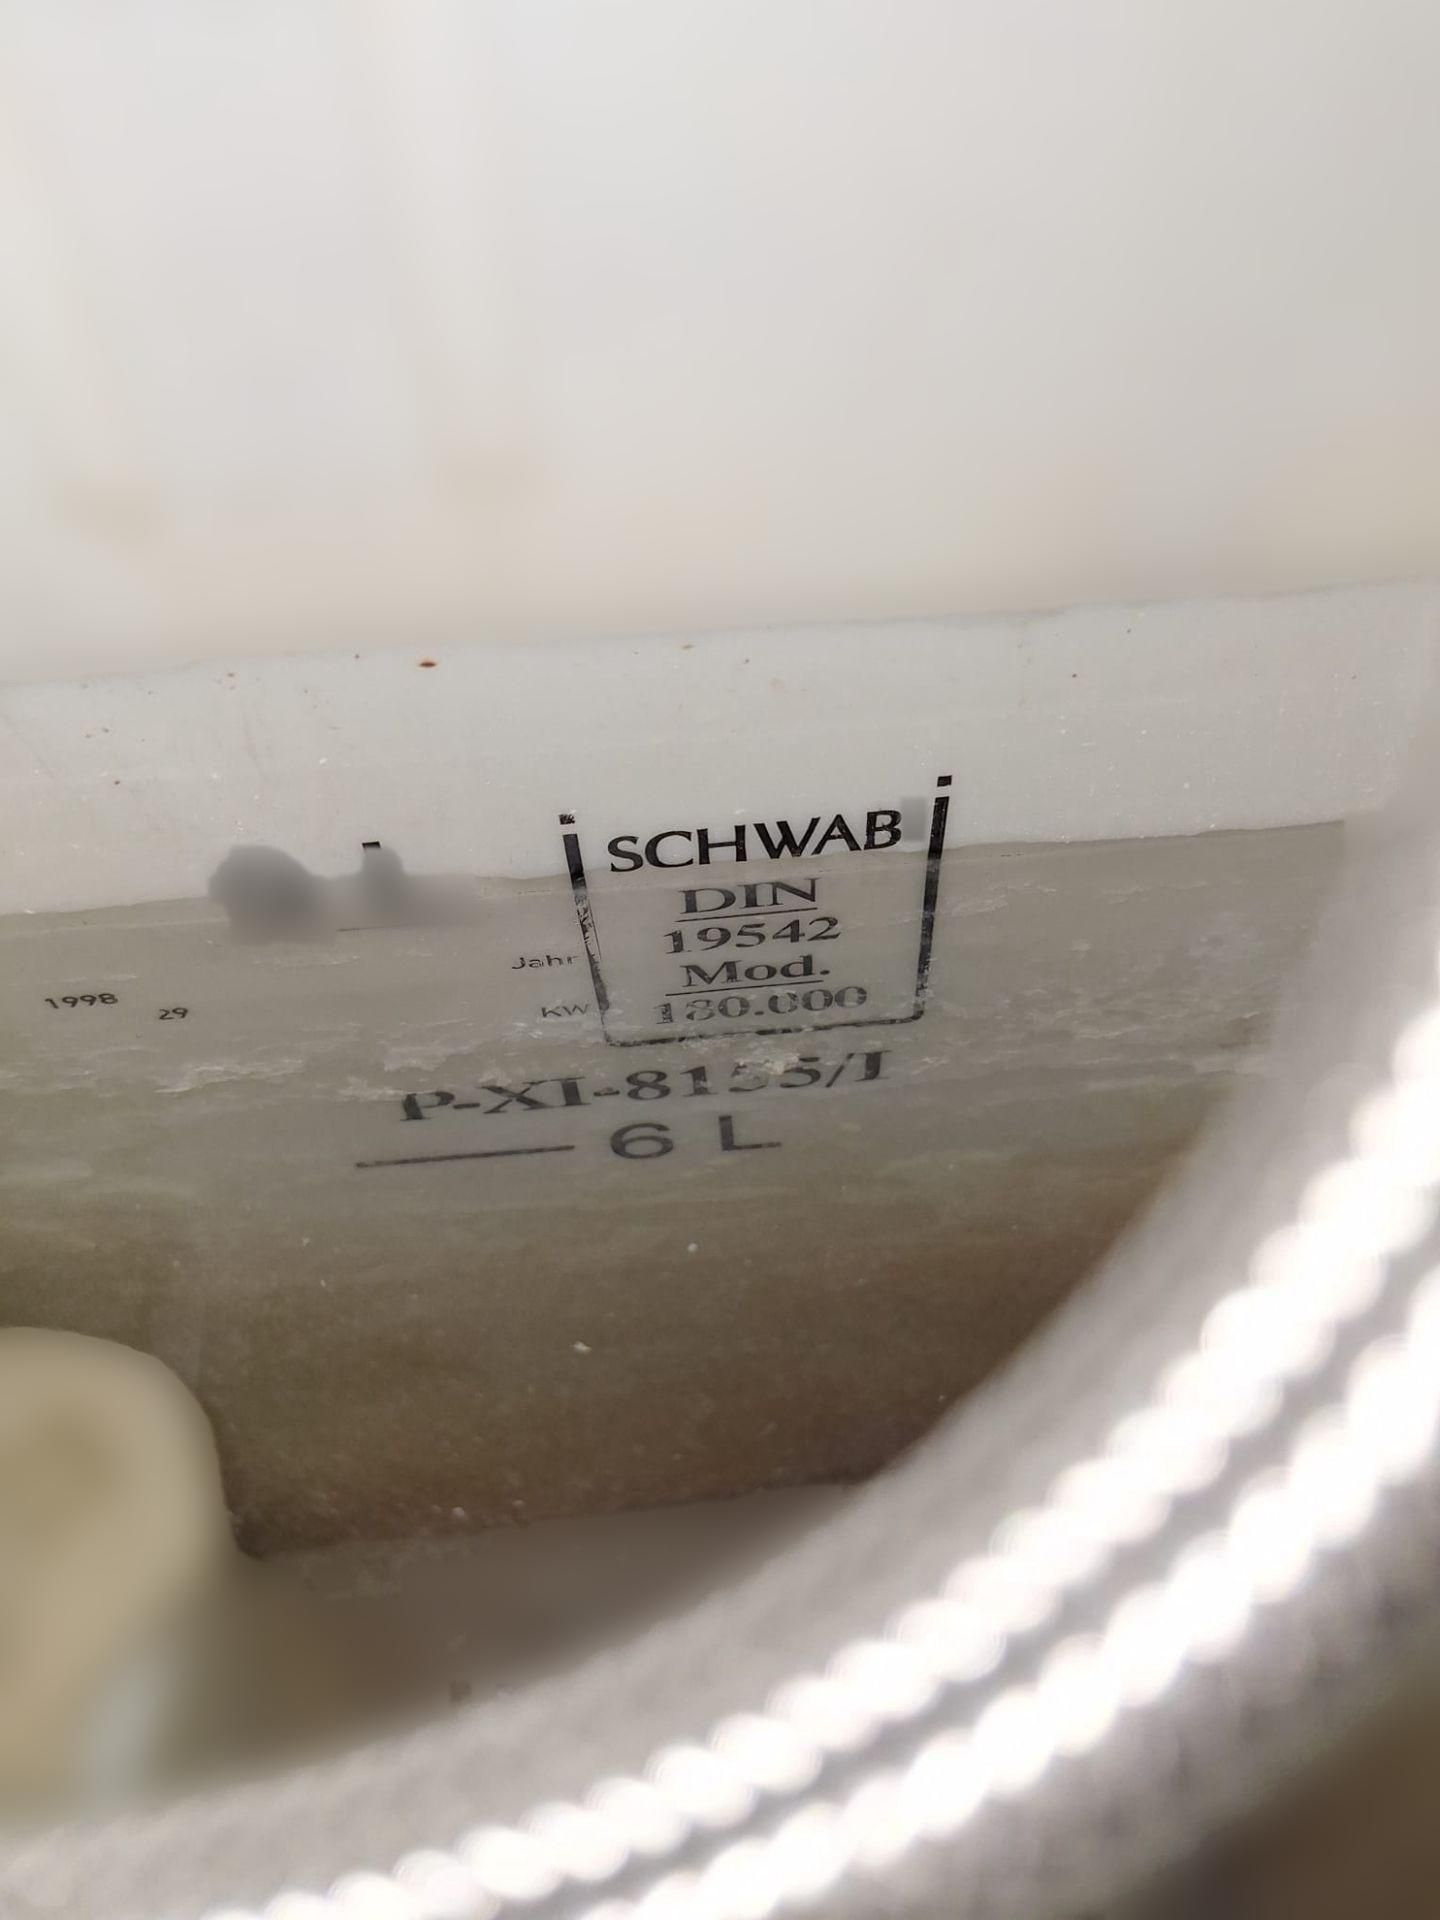 SCHWAB
DIN
19542
Jahr
Mod.
1998
29
KW
180.000
6 L